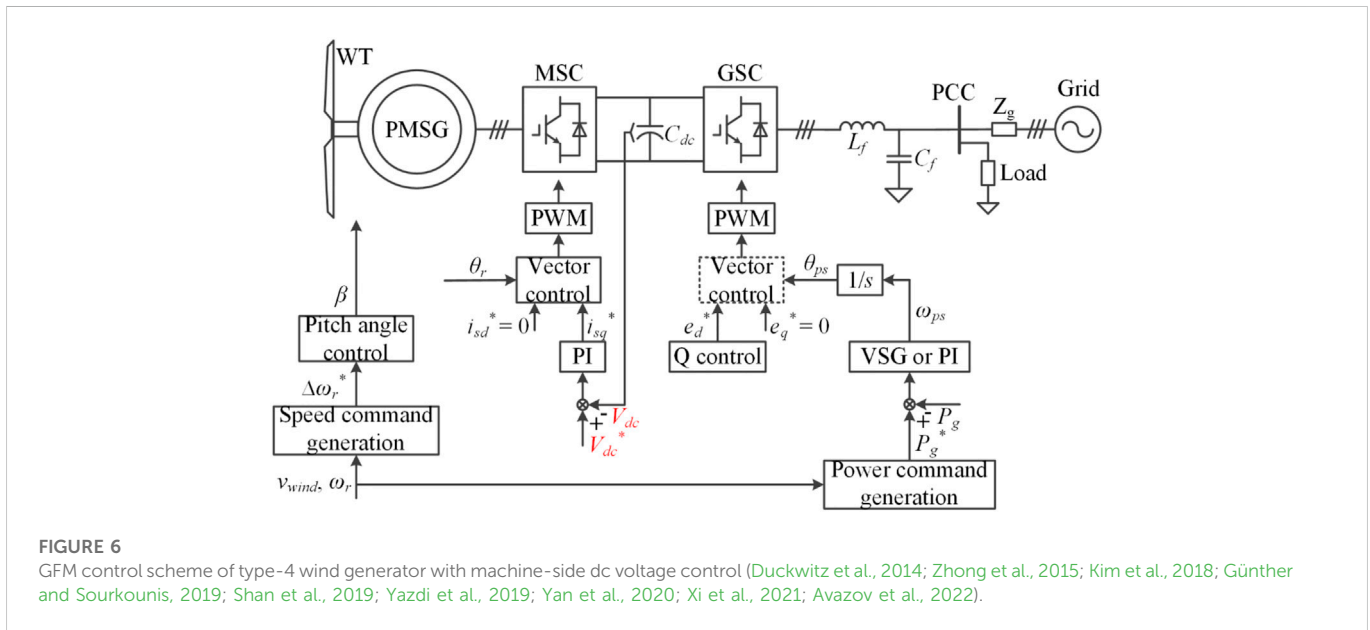 WT
MSC
GSC
PCC
Grid
Z_g
PMSG
C_dc
L_f
C_f
Load
PWM
PWM
θ_r
Vector
control
Vector
control
θ_ps
1/s
β
i_sd* = 0
i_sq*
e_d*
e_q* = 0
ω_ps
Pitch angle
control
PI
Q control
VSG or PI
Δω_r*
Speed command
generation
- V_dc
+
V_dc*
- P_g
+
P_g*
v_wind, ω_r
Power command
generation
FIGURE 6
GFM control scheme of type-4 wind generator with machine-side dc voltage control (Duckwitz et al., 2014; Zhong et al., 2015; Kim et al., 2018; Günther
and Sourkounis, 2019; Shan et al., 2019; Yazdi et al., 2019; Yan et al., 2020; Xi et al., 2021; Avazov et al., 2022).